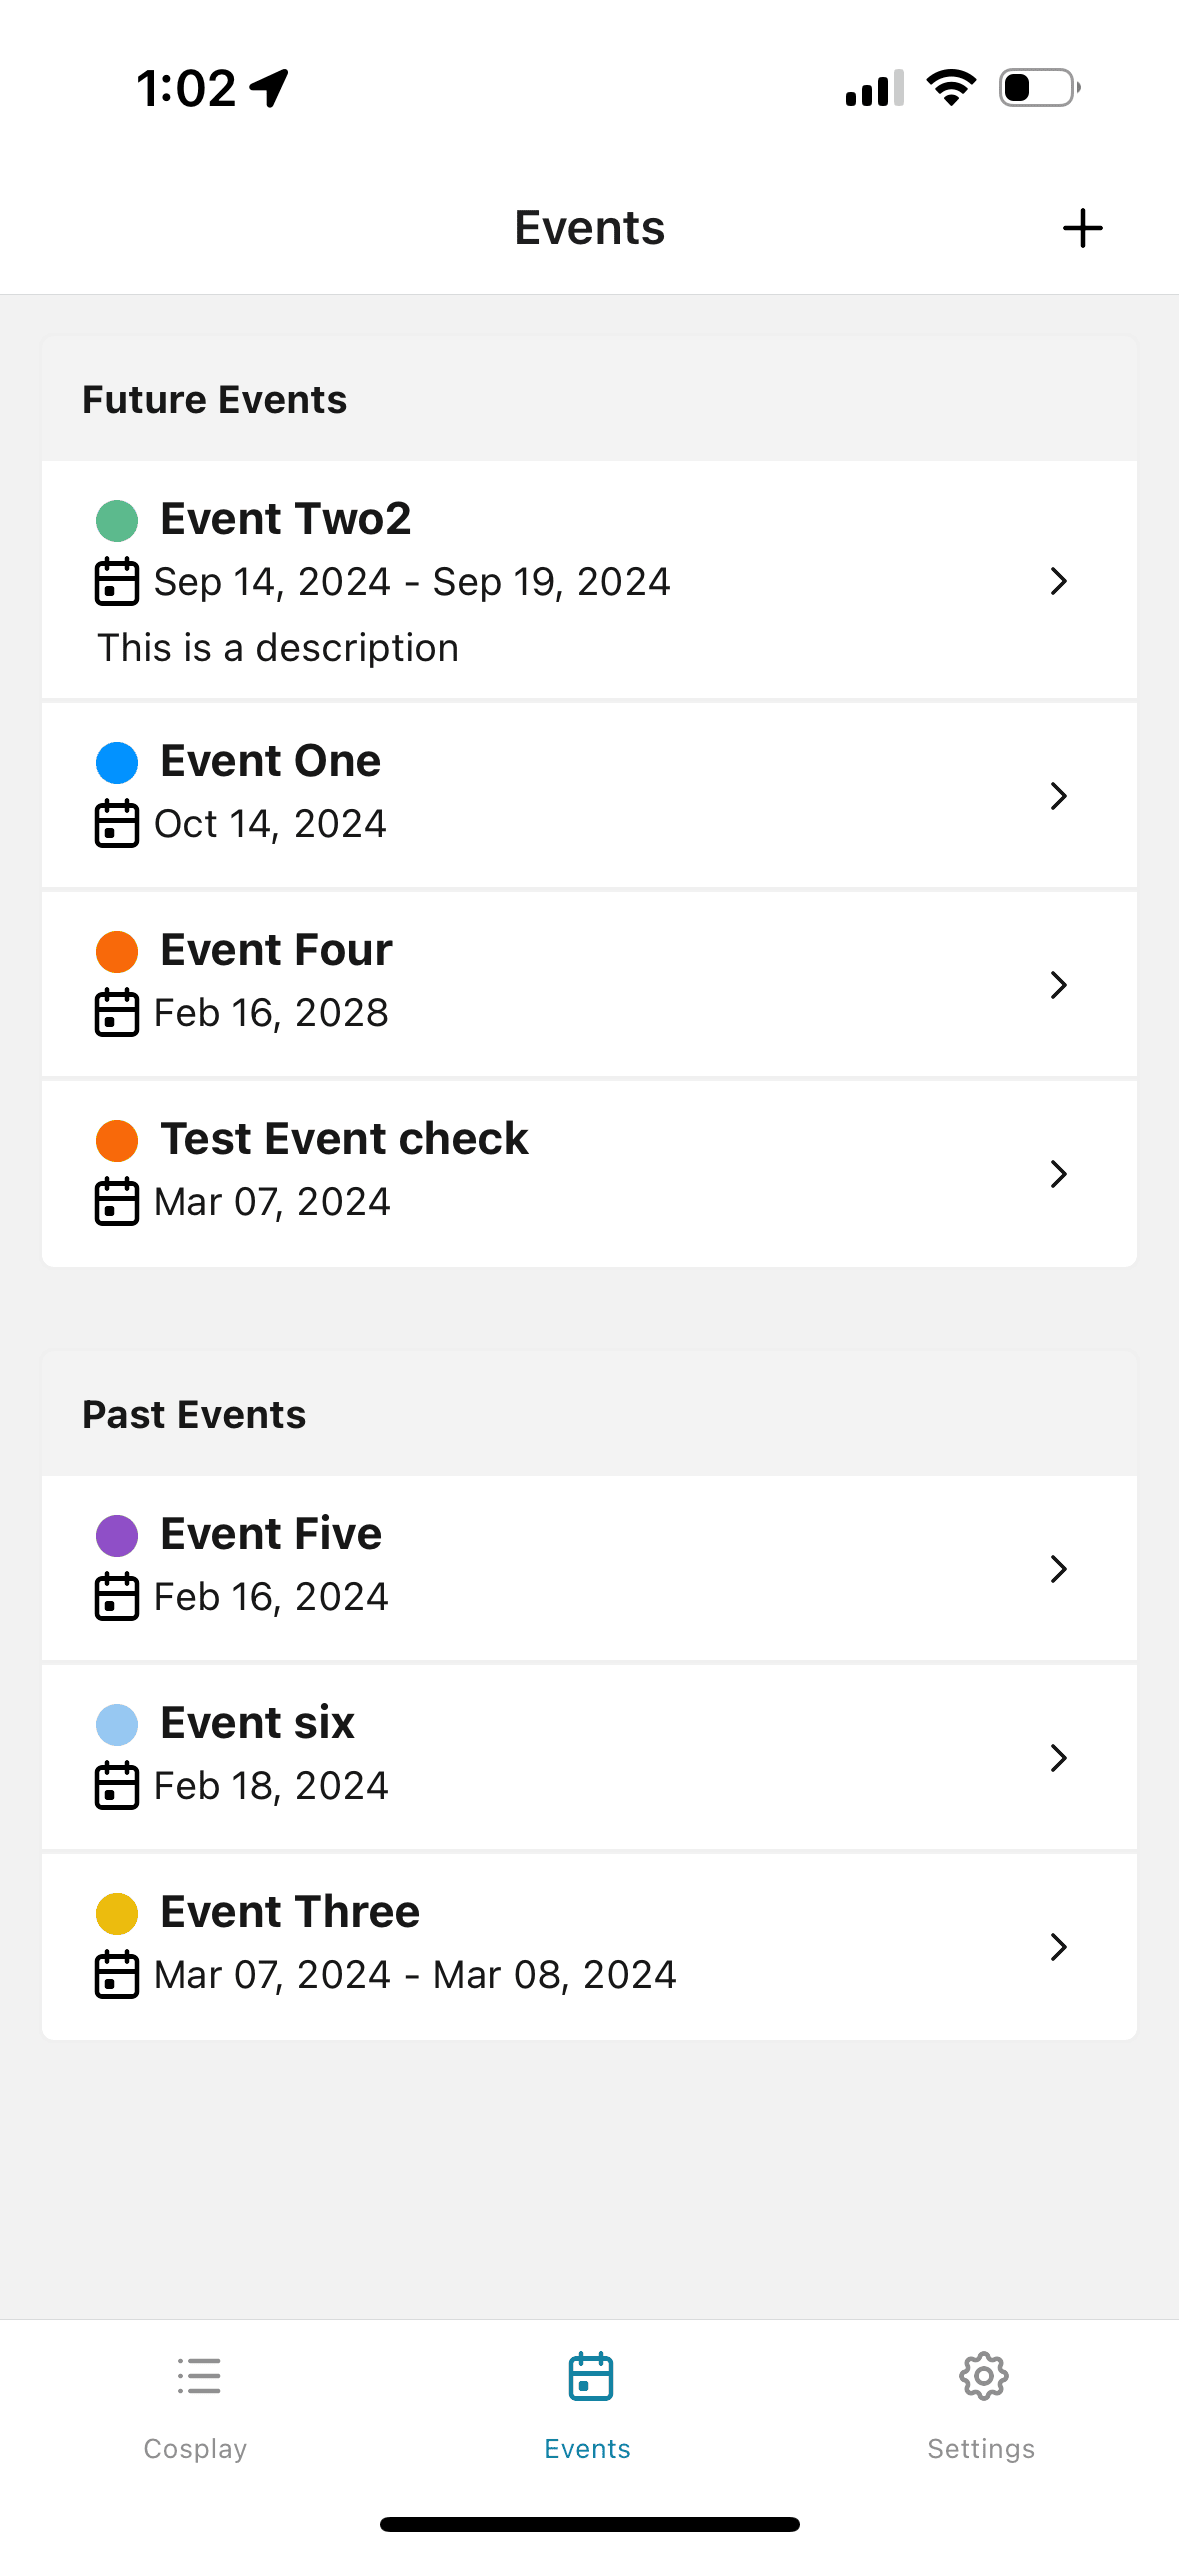 1:02
Events
Future Events
Event Two2
Sep 14, 2024 - Sep 19, 2024
This is a description
Event One
Oct 14, 2024
Event Four
Feb 16, 2028
Test Event check
Mar 07, 2024
Past Events
Event Five
Feb 16, 2024
Event six
Feb 18, 2024
Event Three
Mar 07, 2024 - Mar 08, 2024
Cosplay
Events
Settings